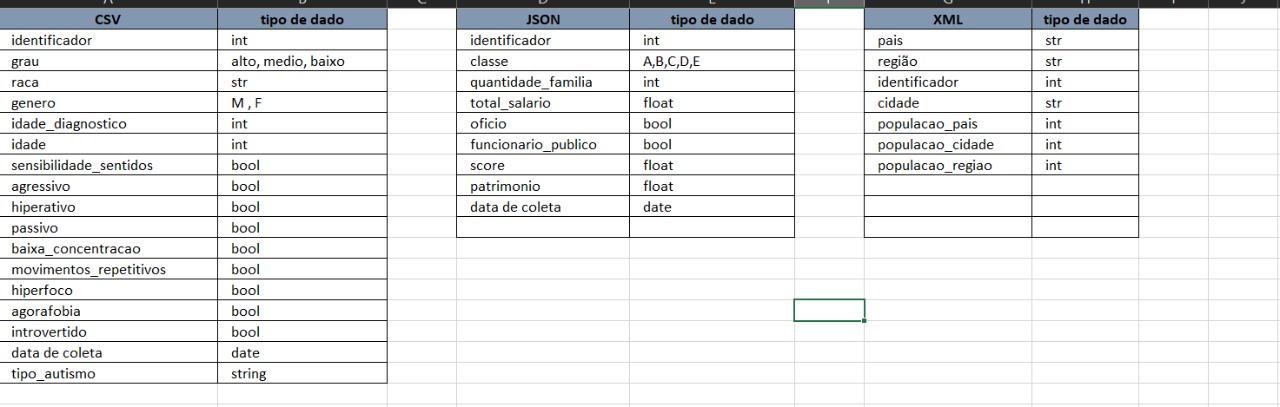 CSV tipo de dado JSON tipo de dado XML tipo de dado
identificador int identificador int pais str
grau alto, medio, baixo classe A,B,C,D,E região str
raca str quantidade_familia int identificador int
genero M , F total_salario float cidade str
idade_diagnostico int oficio bool populacao_pais int
idade int funcionario_publico bool populacao_cidade int
sensibilidade_sentidos bool score float populacao_regiao int
agressivo bool patrimonio float
hiperativo bool data de coleta date
passivo bool
baixa_concentracao bool
movimentos_repetitivos bool
hiperfoco bool
agorafobia bool
introvertido bool
data de coleta date
tipo_autismo string